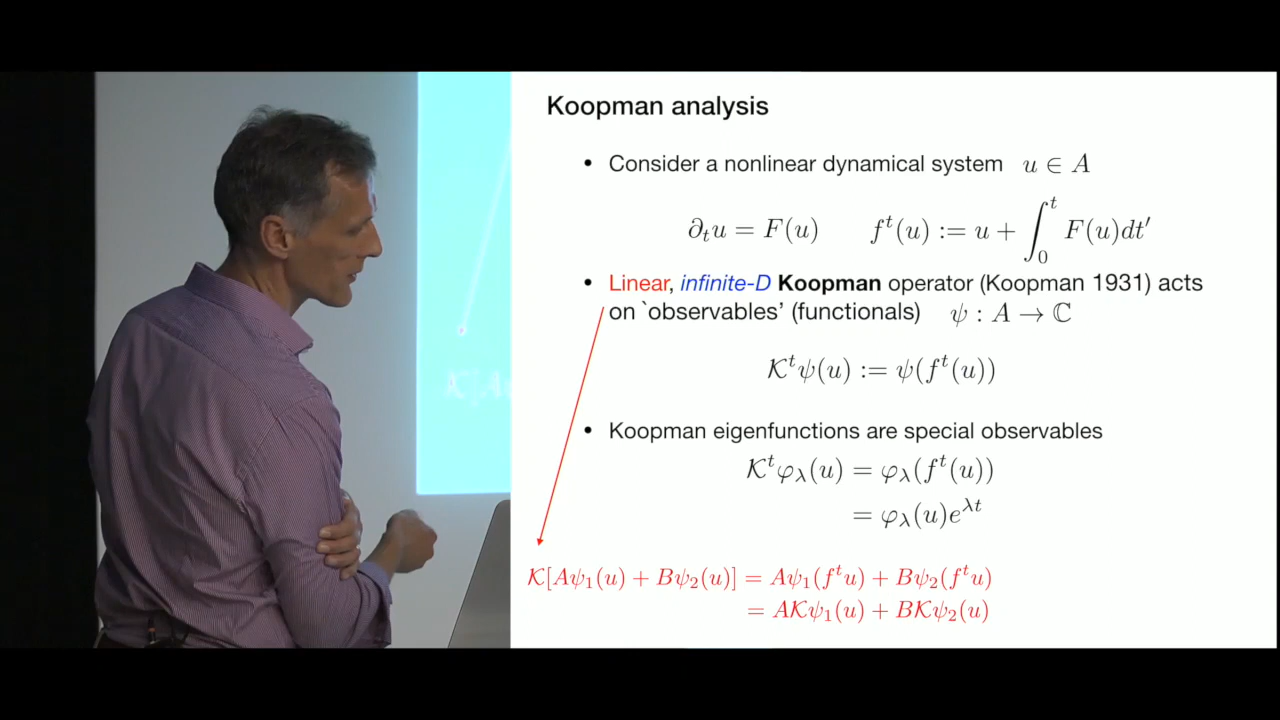 Koopman analysis
• Consider a nonlinear dynamical system u ∈ A
∂ₜu = F(u)    fᵗ(u) := u + ∫₀ᵗ F(u)dt′
• Linear, infinite-D Koopman operator (Koopman 1931) acts
on `observables' (functionals) ψ : A → ℂ
𝒦ᵗψ(u) := ψ(fᵗ(u))
• Koopman eigenfunctions are special observables
𝒦ᵗφ_λ(u) = φ_λ(fᵗ(u))
= φ_λ(u)e^{λt}
𝒦[Aψ₁(u) + Bψ₂(u)] = Aψ₁(fᵗu) + Bψ₂(fᵗu)
= A𝒦ψ₁(u) + B𝒦ψ₂(u)